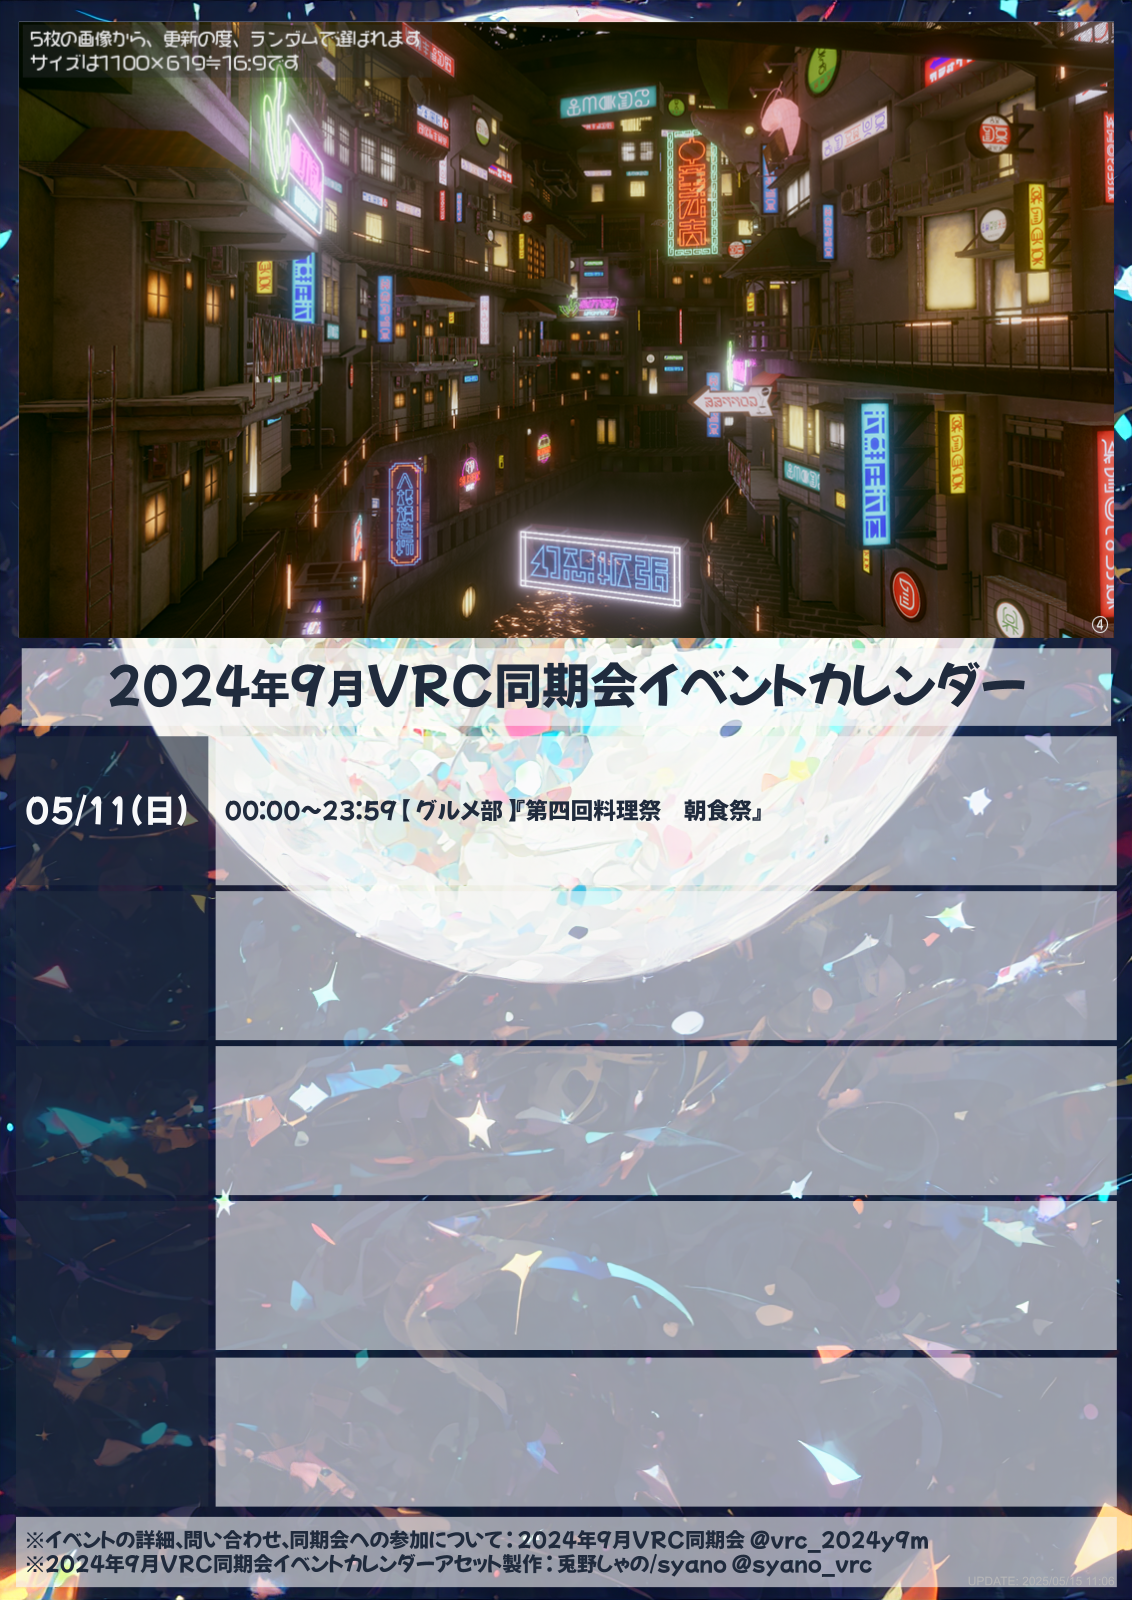 5枚の画像から、更新の度、ランダムで選ばれます
サイズは1100×619≒16:9です
④
2024年9月VRC同期会イベントカレンダー
05/11(日)
00:00～23:59【 グルメ部 】『第四回料理祭　朝食祭』
※イベントの詳細、問い合わせ、同期会への参加について：2024年9月VRC同期会 @vrc_2024y9m
※2024年9月VRC同期会イベントカレンダーアセット製作：兎野しゃの/syano @syano_vrc
UPDATE: 2025/05/15 11:06